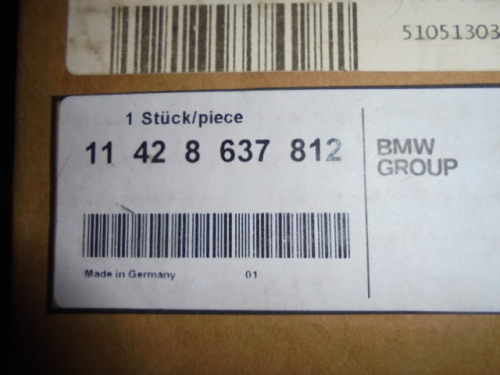 51051303
1 Stück/piece
11 42 8 637 812
BMW
GROUP
Made in Germany 01